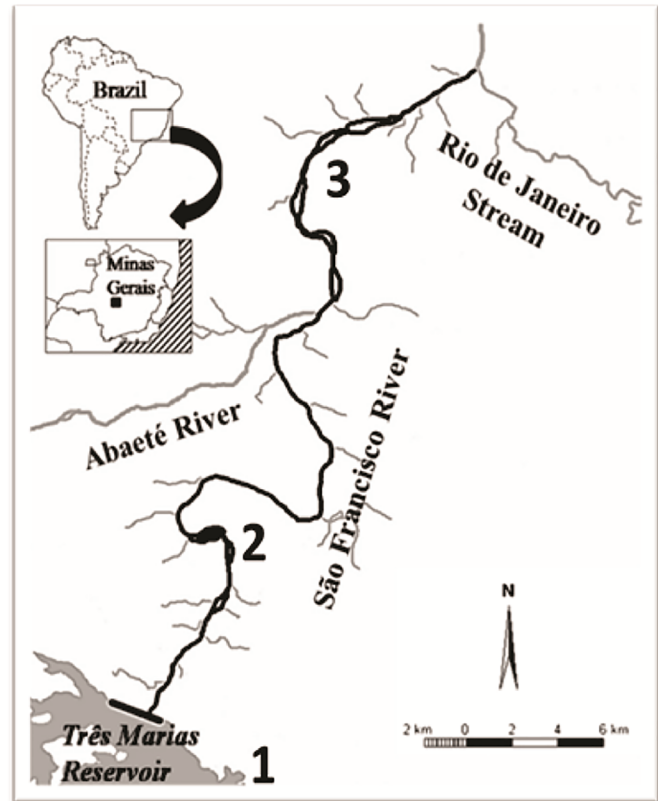 Brazil
Minas
Gerais
3
Rio de Janeiro
Stream
Abaeté River
São Francisco River
2
N
2 km 0 2 4 6 km
Três Marias
Reservoir
1